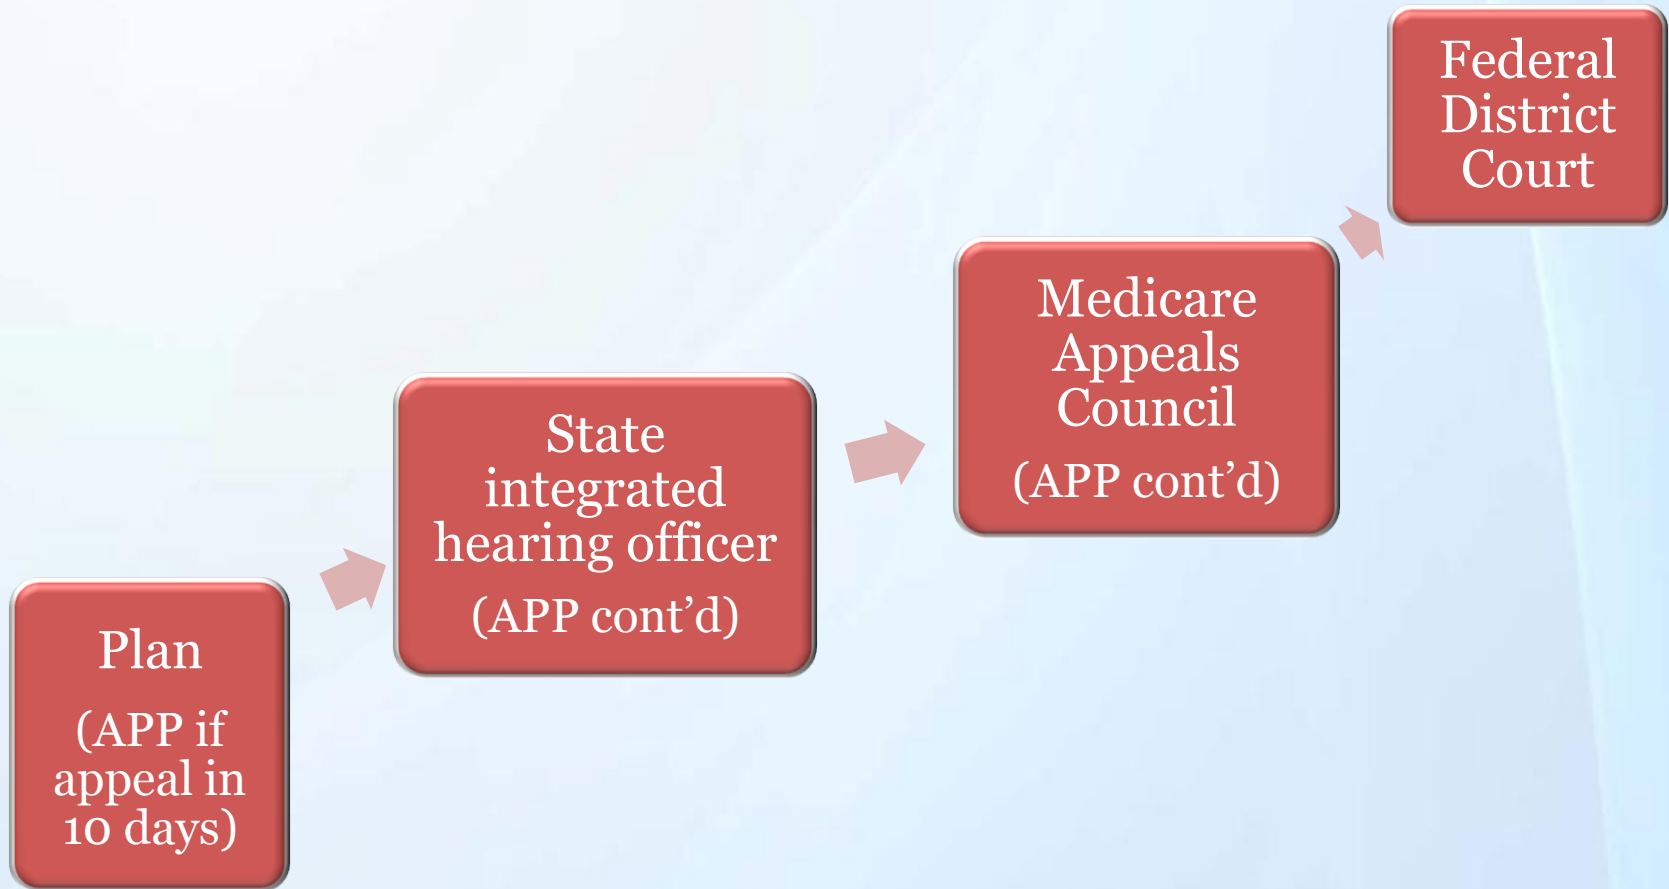 Plan
(APP if
appeal in
10 days)
State
integrated
hearing officer
(APP cont’d)
Medicare
Appeals
Council
(APP cont’d)
Federal
District
Court